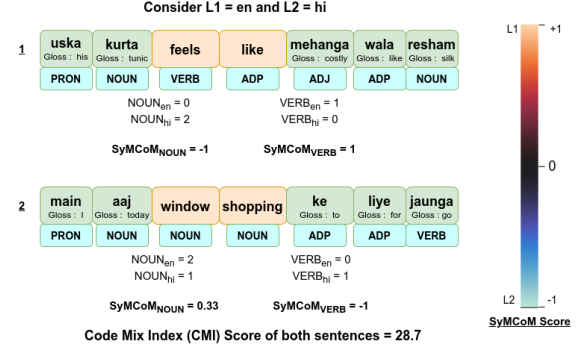 Consider L1 = en and L2 = hi
1 uska kurta feels like mehanga wala resham
Gloss : his Gloss : tunic Gloss : costly Gloss : like Gloss : silk
PRON NOUN VERB ADP ADJ ADP NOUN
NOUNen = 0 VERBen = 1
NOUNhi = 2 VERBhi = 0
SyMCoMNOUN = -1 SyMCoMVERB = 1
2 main aaj window shopping ke liye jaunga
Gloss : I Gloss : today Gloss : to Gloss : for Gloss : go
PRON NOUN NOUN NOUN ADP ADP VERB
NOUNen = 2 VERBen = 0
NOUNhi = 1 VERBhi = 1
SyMCoMNOUN = 0.33 SyMCoMVERB = -1
Code Mix Index (CMI) Score of both sentences = 28.7
L1 +1
0
L2 -1
SyMCoM Score